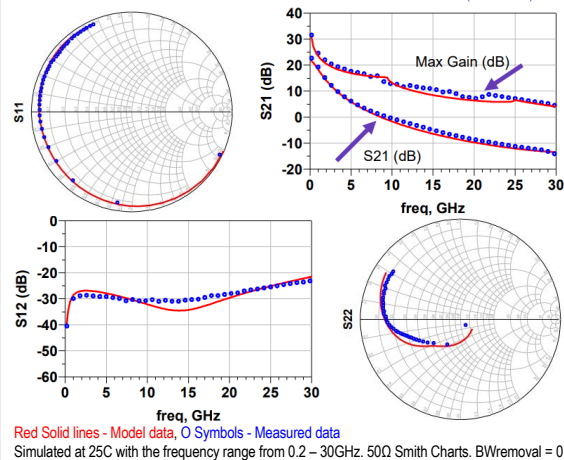 S11
S21 (dB)
40
30
20
10
0
-10
-20
Max Gain (dB)
S21 (dB)
0 5 10 15 20 25 30
freq, GHz
S12 (dB)
0
-10
-20
-30
-40
-50
-60
0 5 10 15 20 25 30
freq, GHz
S22
Red Solid lines - Model data, O Symbols - Measured data
Simulated at 25C with the frequency range from 0.2 – 30GHz. 50Ω Smith Charts. BWremoval = 0